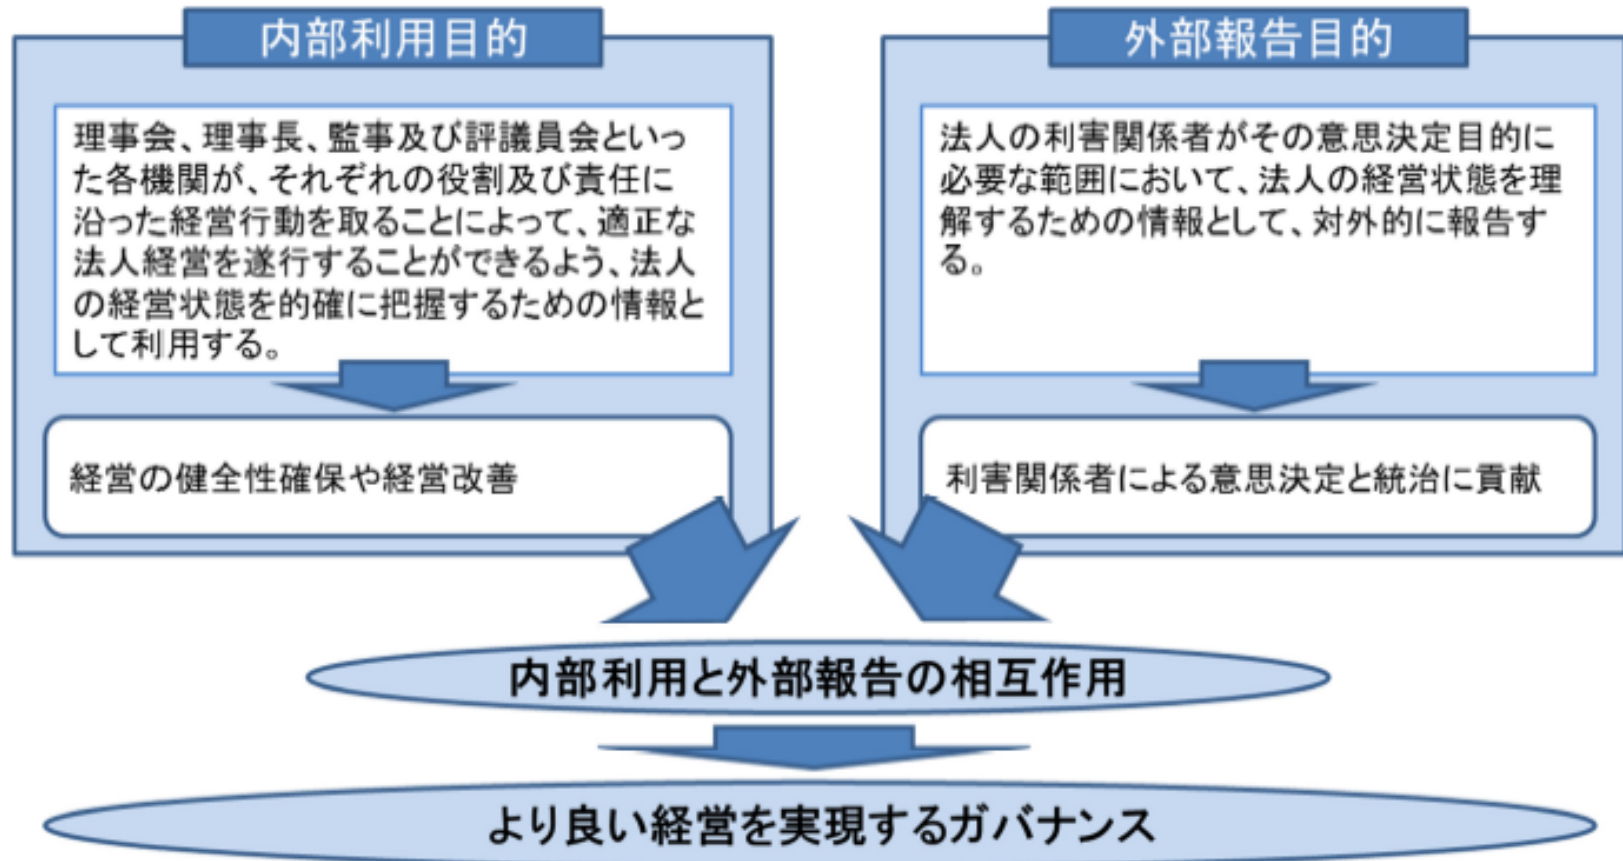 内部利用目的
理事会、理事長、監事及び評議員会といっ
た各機関が、それぞれの役割及び責任に
沿った経営行動を取ることによって、適正な
法人経営を遂行することができるよう、法人
の経営状態を的確に把握するための情報と
して利用する。
経営の健全性確保や経営改善
外部報告目的
法人の利害関係者がその意思決定目的に
必要な範囲において、法人の経営状態を理
解するための情報として、対外的に報告す
る。
利害関係者による意思決定と統治に貢献
内部利用と外部報告の相互作用
より良い経営を実現するガバナンス